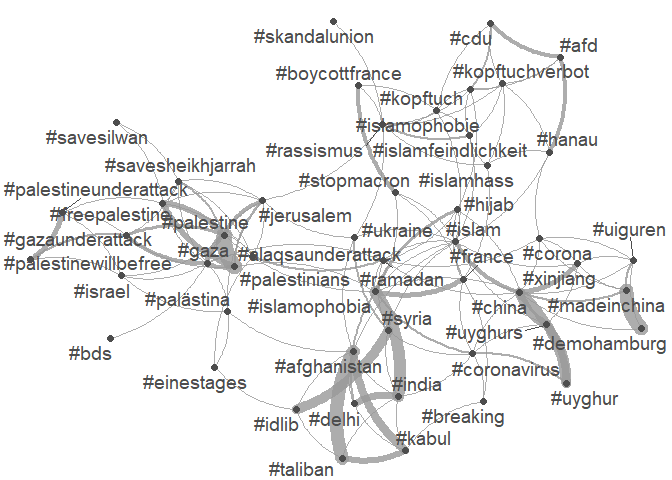 #skandalunion
#cdu
#afd
#boycottfrance
#kopftuchverbot
#kopftuch
#savesilwan
#islamophobie
#hanau
#rassismus
#islamfeindlichkeit
#savesheikhjarrah
#stopmacron
#islamhass
#palestineunderattack
#hijab
#freepalestine
#palestine
#jerusalem
#ukraine
#islam
#uiguren
#gazaunderattack
#gaza
#alaqsaunderattack
#france
#corona
#palestinewillbefree
#palestinians
#ramadan
#xinjiang
#israel
#palästina
#islamophobia
#china
#madeinchina
#syria
#uyghurs
#demohamburg
#bds
#afghanistan
#coronavirus
#einestages
#india
#uyghur
#idlib
#delhi
#breaking
#kabul
#taliban